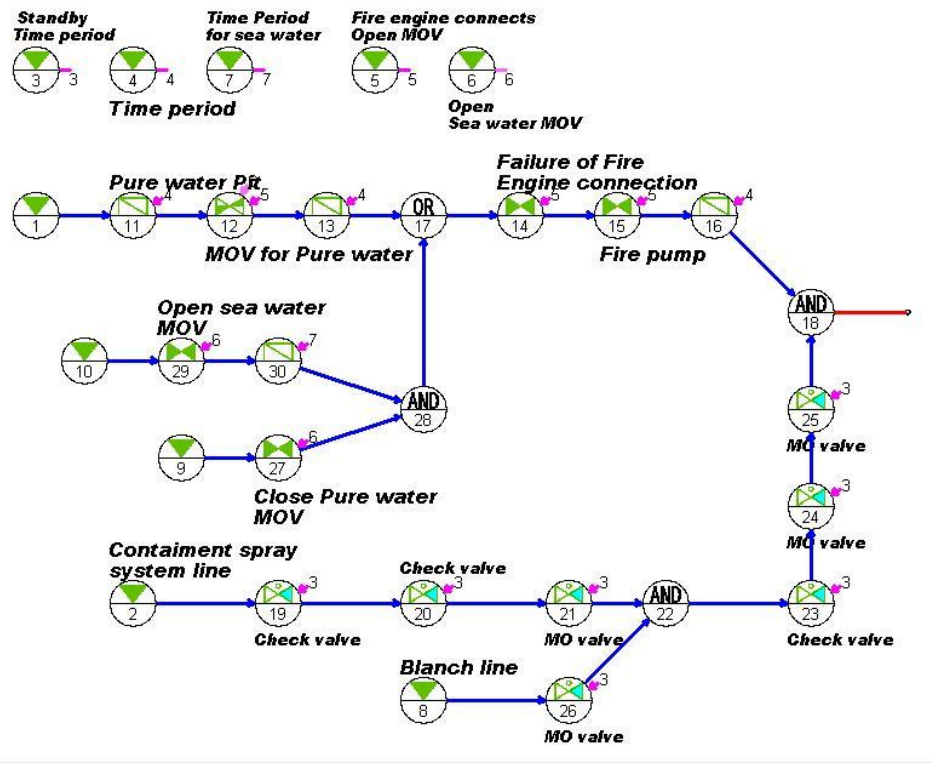 Standby
Time period
Time Period
for sea water
Fire engine connects
Open MOV
3 3
4 4
7 7
5 5
6 6
Time period
Open
Sea water MOV
Pure water Pit
Failure of Fire
Engine connection
4
5
4
OR
5
5
4
1
11
12
13
17
14
15
16
MOV for Pure water
Fire pump
Open sea water
MOV
AND
18
6
7
10
29
30
AND
28
3
25
MO valve
6
9
27
Close Pure water
MOV
3
24
MO valve
Contaiment spray
system line
Check valve
3
3
3
AND
3
2
19
20
21
22
23
Check valve
MO valve
Check valve
Blanch line
3
8
26
MO valve